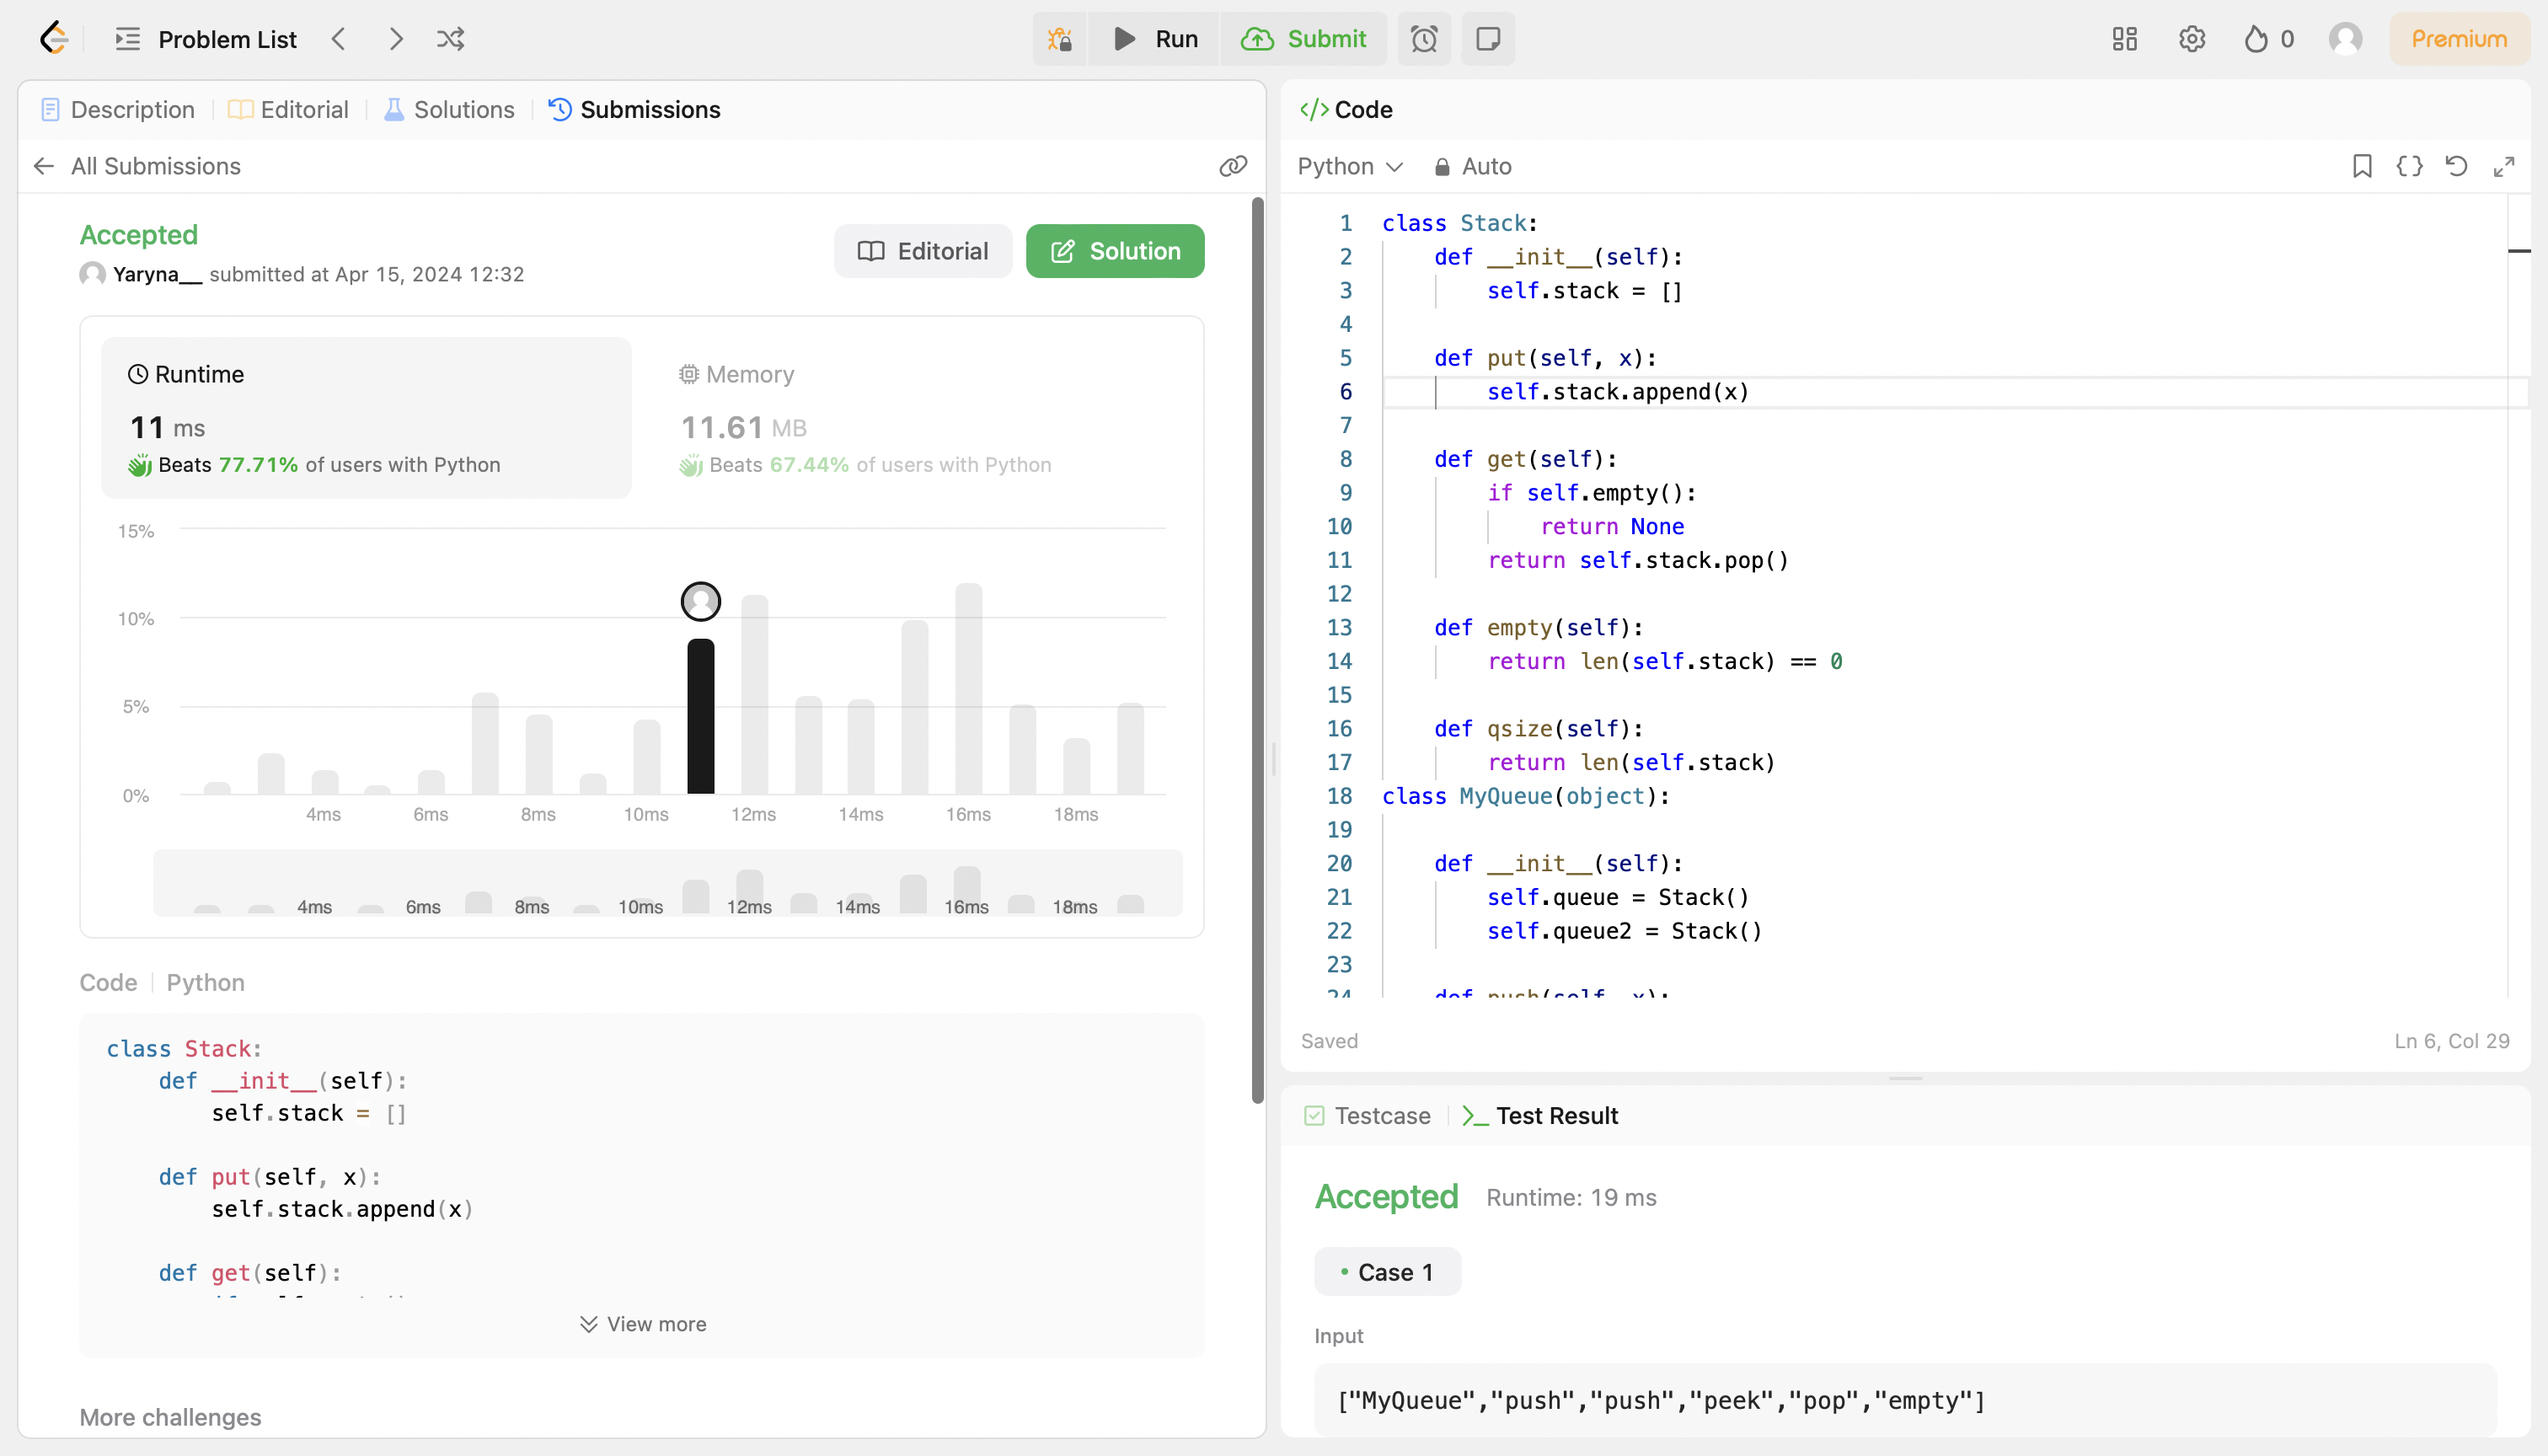 Problem List
Run
Submit
0
Premium
Description
Editorial
Solutions
Submissions
All Submissions
Accepted
Yaryna__ submitted at Apr 15, 2024 12:32
Editorial
Solution
Runtime
11 ms
Beats 77.71% of users with Python
Memory
11.61 MB
Beats 67.44% of users with Python
15%
10%
5%
0%
4ms 6ms 8ms 10ms 12ms 14ms 16ms 18ms
4ms 6ms 8ms 10ms 12ms 14ms 16ms 18ms
Code | Python
class Stack:
    def __init__(self):
        self.stack = []
    def put(self, x):
        self.stack.append(x)
    def get(self):
View more
More challenges
</> Code
Python
Auto
1 class Stack:
2     def __init__(self):
3         self.stack = []
4
5     def put(self, x):
6         self.stack.append(x)
7
8     def get(self):
9         if self.empty():
10             return None
11         return self.stack.pop()
12
13     def empty(self):
14         return len(self.stack) == 0
15
16     def qsize(self):
17         return len(self.stack)
18 class MyQueue(object):
19
20     def __init__(self):
21         self.queue = Stack()
22         self.queue2 = Stack()
23
24     def push(self, x):
Saved
Ln 6, Col 29
Testcase
Test Result
Accepted
Runtime: 19 ms
• Case 1
Input
["MyQueue","push","push","peek","pop","empty"]